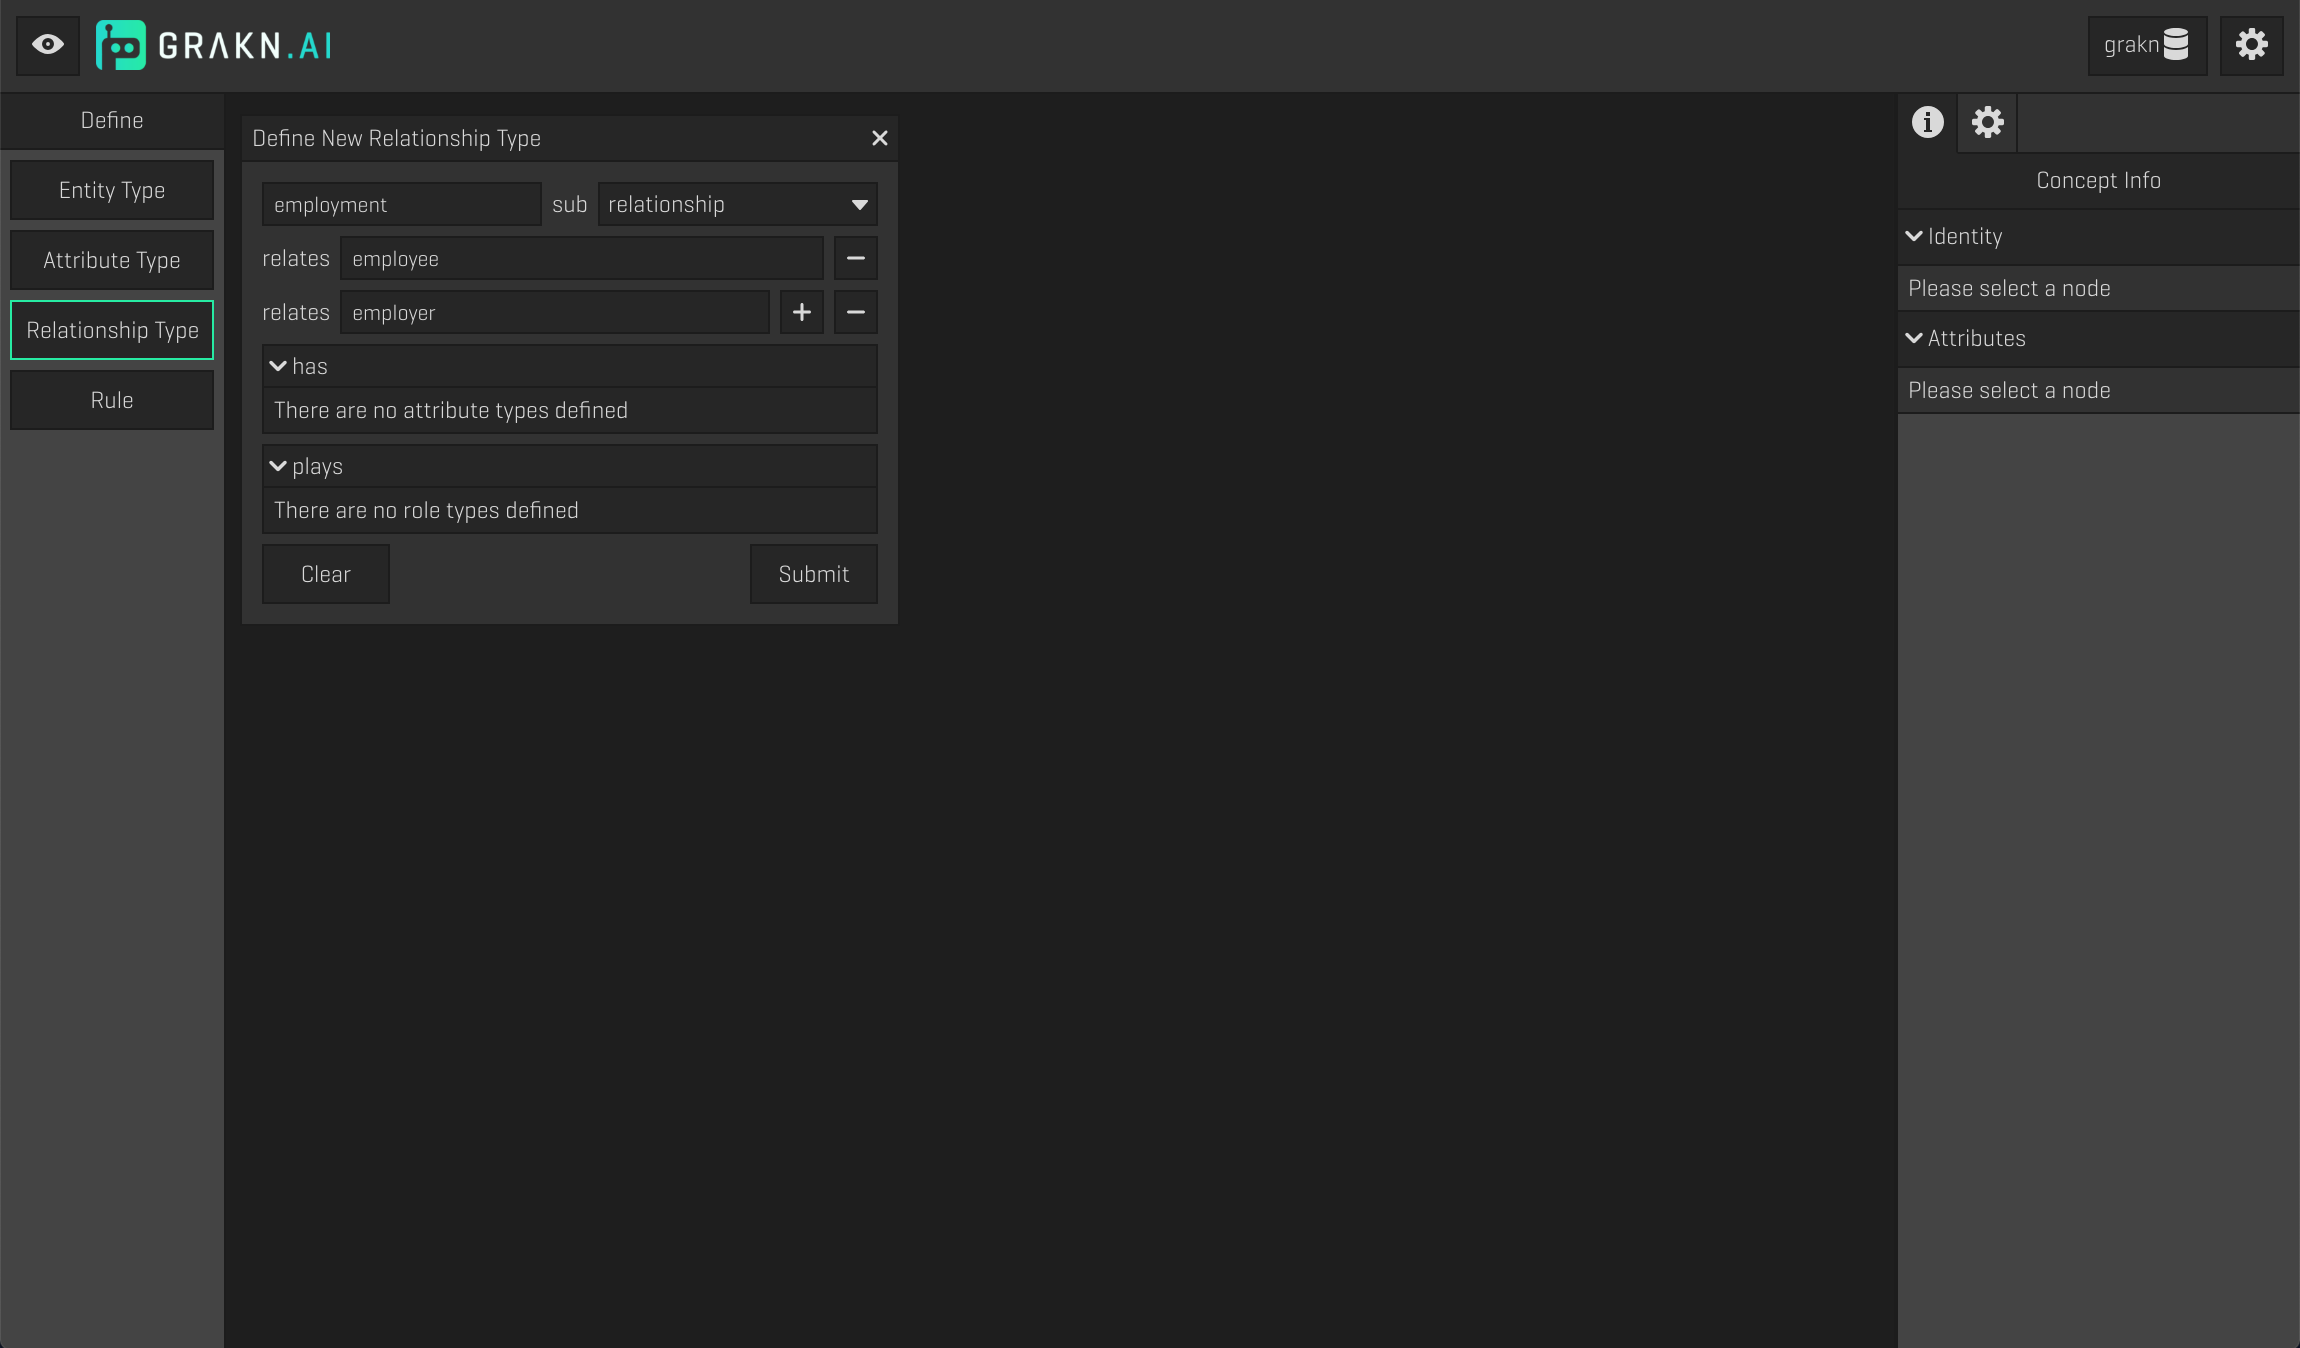 GRAKN.AI
grakn
Define
Entity Type
Attribute Type
Relationship Type
Rule
Define New Relationship Type
employment sub relationship
relates employee
relates employer
has
There are no attribute types defined
plays
There are no role types defined
Clear Submit
Concept Info
Identity
Please select a node
Attributes
Please select a node